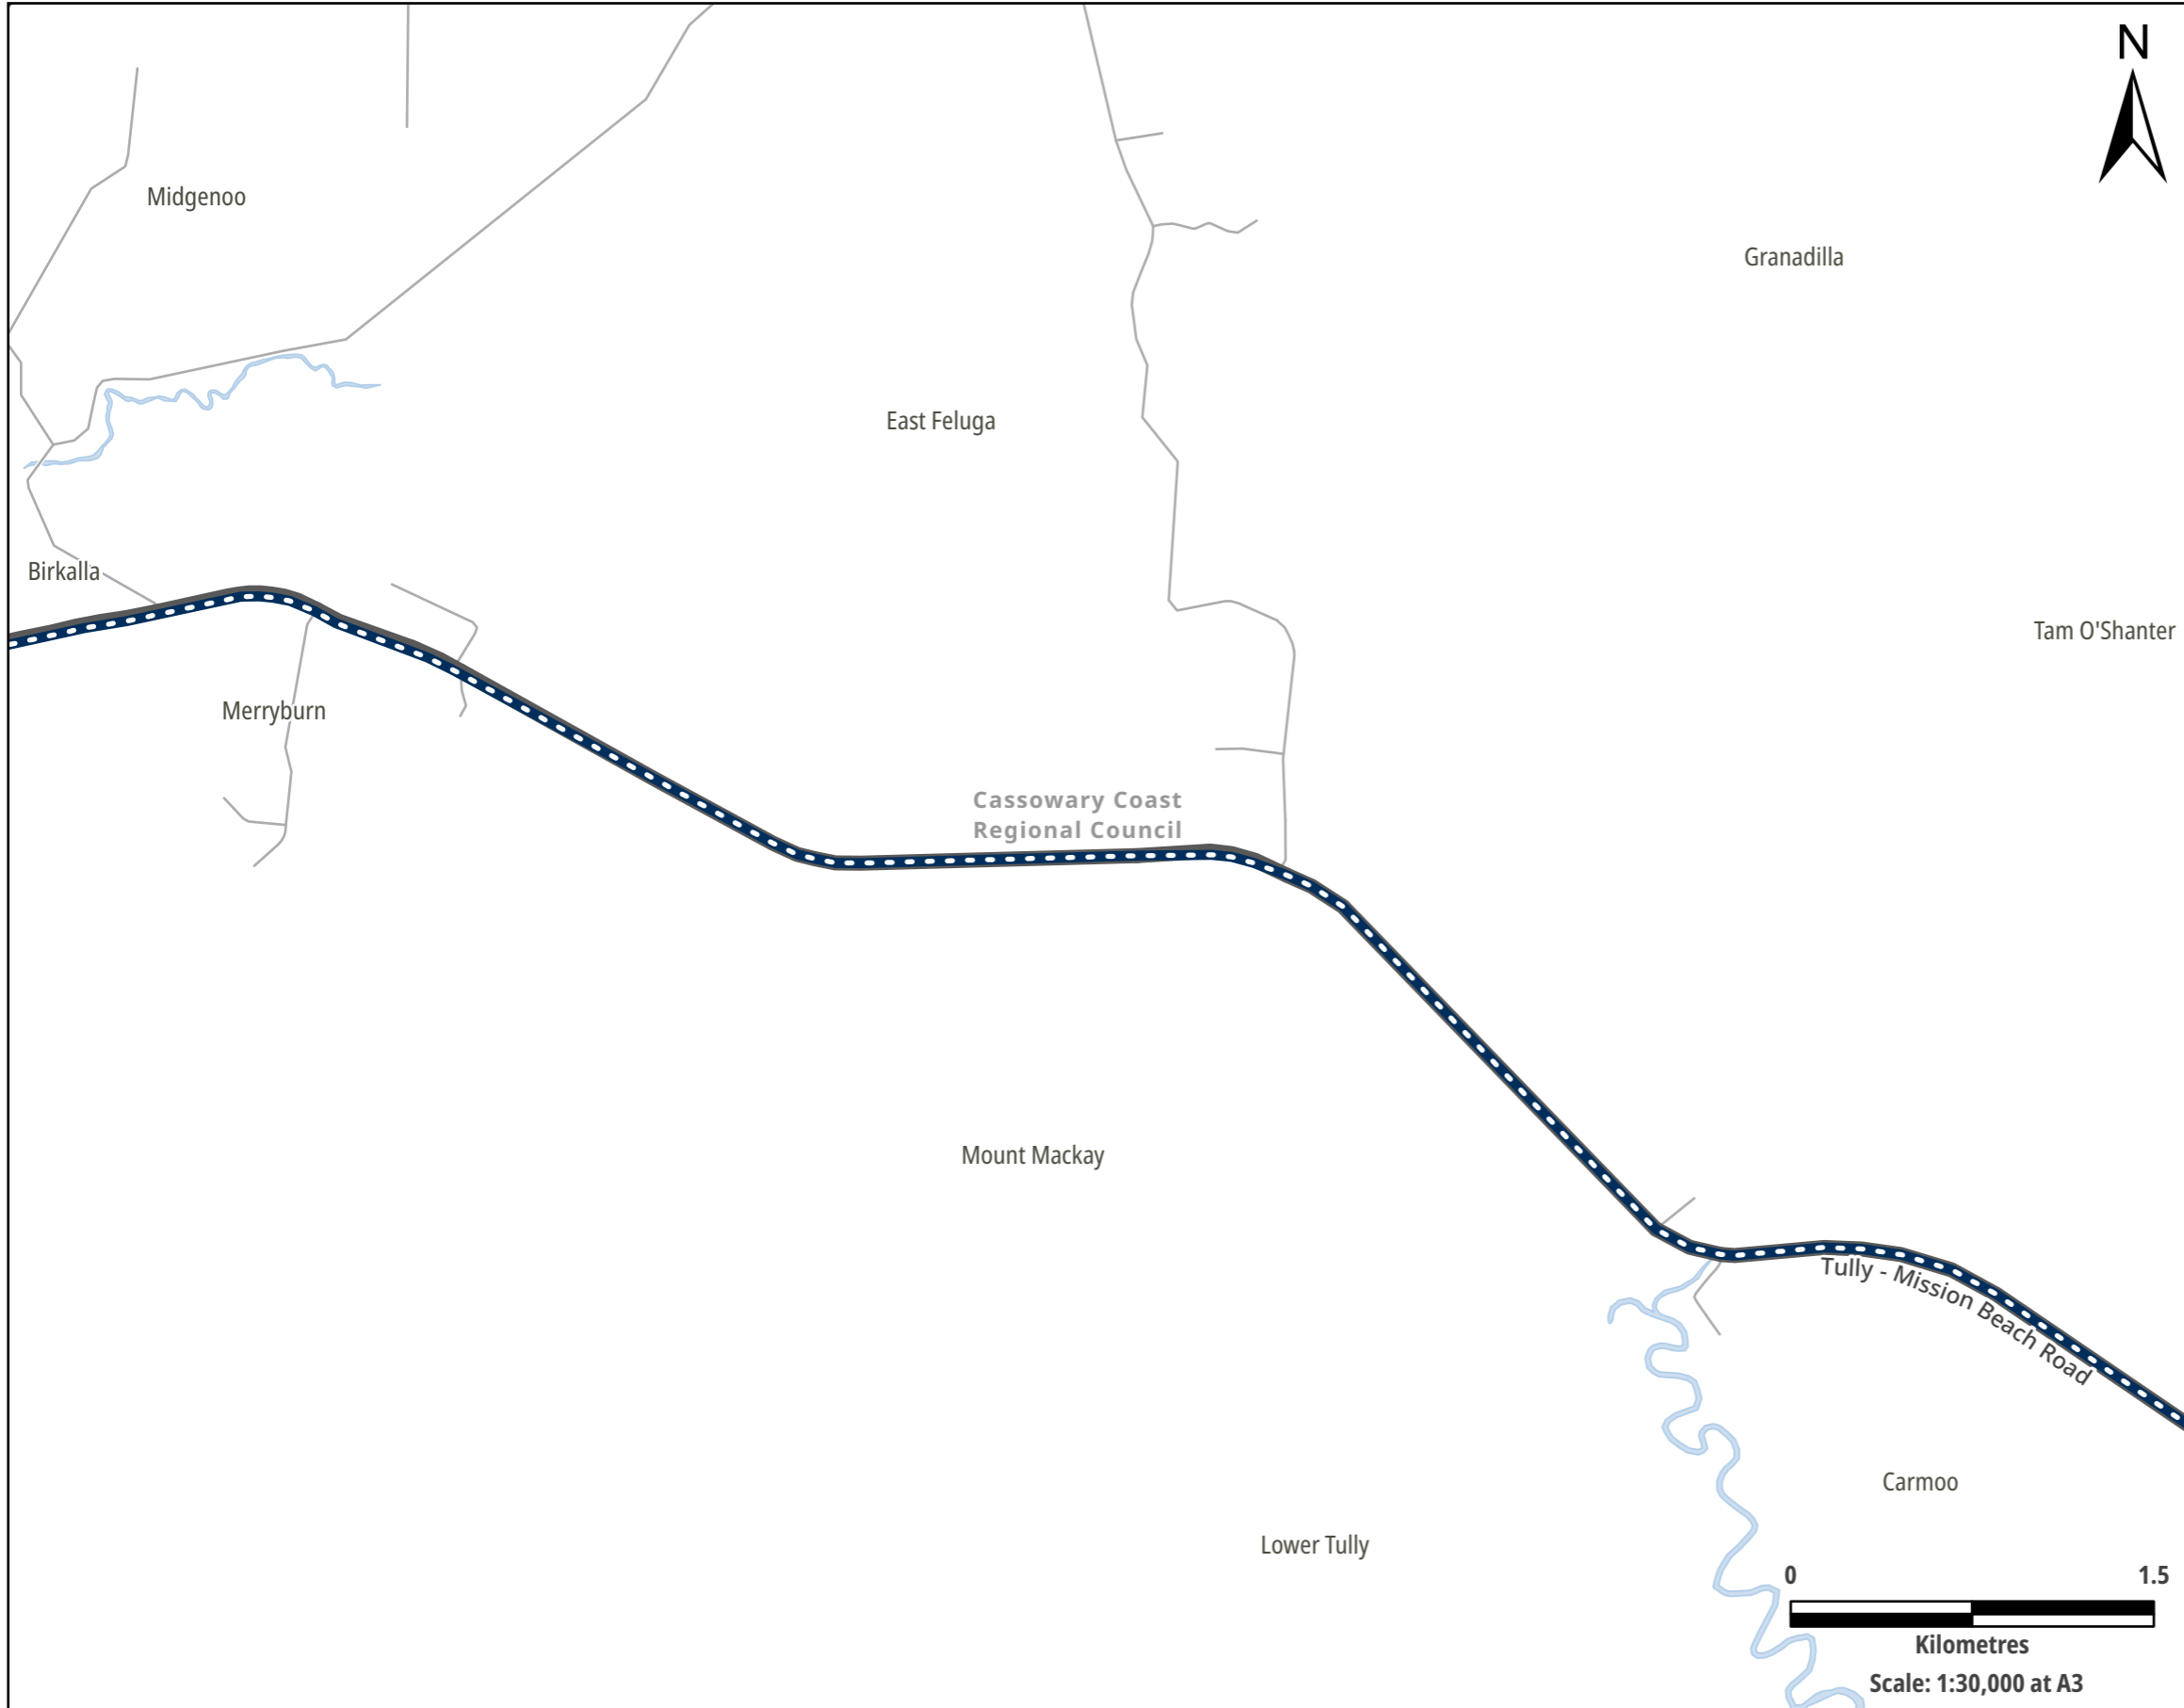 N
Midgenoo
Granadilla
East Feluga
Birkalla
Tam O'Shanter
Merryburn
Cassowary Coast
Regional Council
Mount Mackay
Tully - Mission Beach Road
Carmoo
Lower Tully
0 1.5
Kilometres
Scale: 1:30,000 at A3